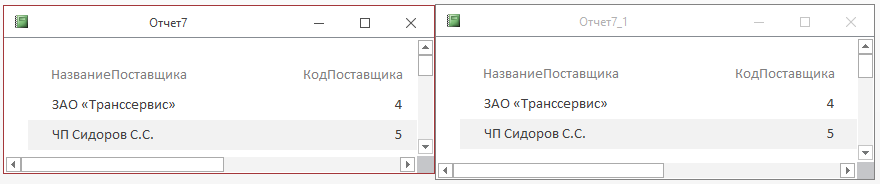 Отчет7
НазваниеПоставщика КодПоставщика
ЗАО «Транссервис» 4
ЧП Сидоров С.С. 5
Отчет7_1
НазваниеПоставщика КодПоставщика
ЗАО «Транссервис» 4
ЧП Сидоров С.С. 5